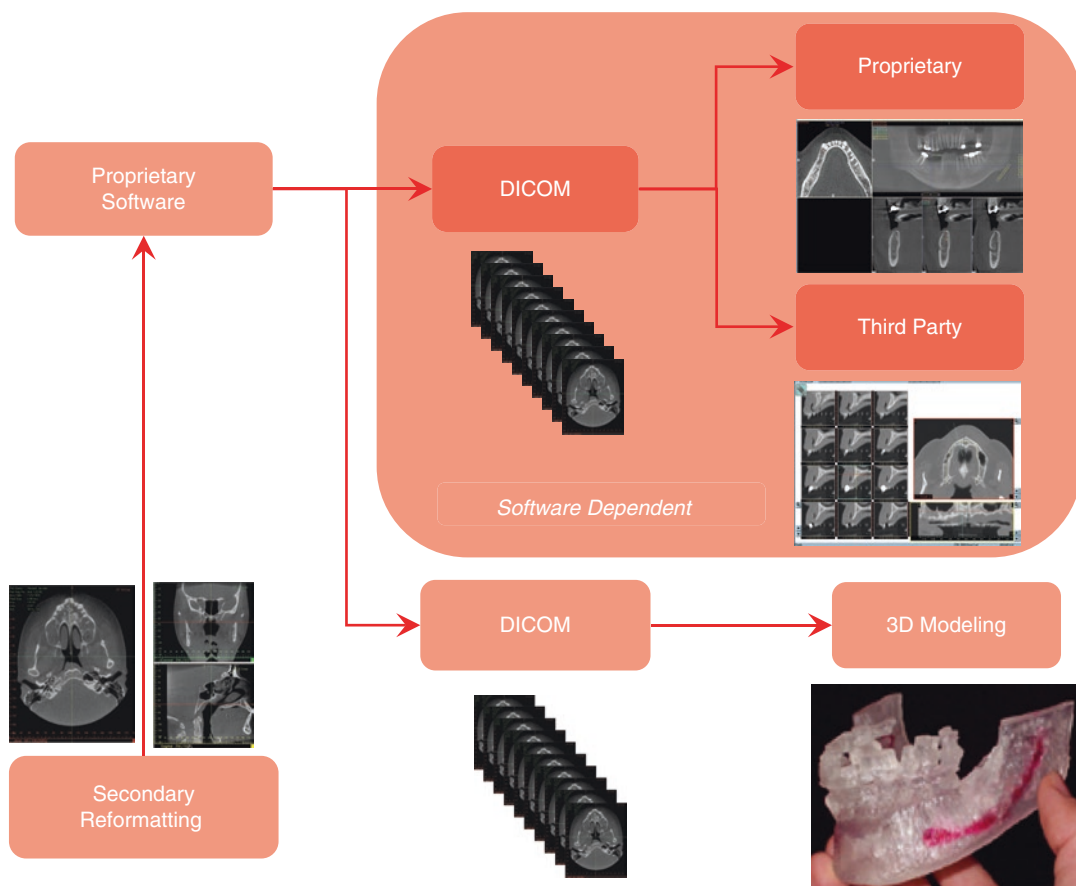 Proprietary
Proprietary
Software
DICOM
Third Party
Software Dependent
DICOM
3D Modeling
Secondary
Reformatting